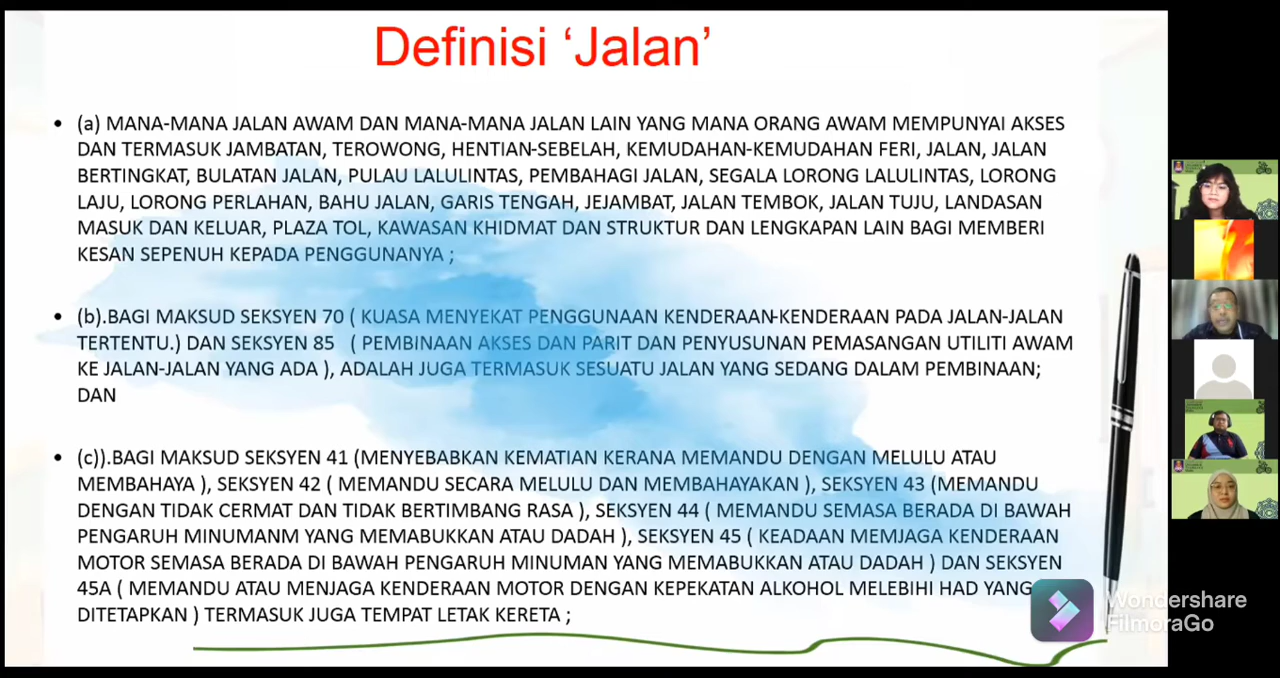 Definisi ‘Jalan’
• (a) MANA-MANA JALAN AWAM DAN MANA-MANA JALAN LAIN YANG MANA ORANG AWAM MEMPUNYAI AKSES
DAN TERMASUK JAMBATAN, TEROWONG, HENTIAN-SEBELAH, KEMUDAHAN-KEMUDAHAN FERI, JALAN, JALAN
BERTINGKAT, BULATAN JALAN, PULAU LALULINTAS, PEMBAHAGI JALAN, SEGALA LORONG LALULINTAS, LORONG
LAJU, LORONG PERLAHAN, BAHU JALAN, GARIS TENGAH, JEJAMBAT, JALAN TEMBOK, JALAN TUJU, LANDASAN
MASUK DAN KELUAR, PLAZA TOL, KAWASAN KHIDMAT DAN STRUKTUR DAN LENGKAPAN LAIN BAGI MEMBERI
KESAN SEPENUH KEPADA PENGGUNANYA ;
• (b).BAGI MAKSUD SEKSYEN 70 ( KUASA MENYEKAT PENGGUNAAN KENDERAAN-KENDERAAN PADA JALAN-JALAN
TERTENTU.) DAN SEKSYEN 85 ( PEMBINAAN AKSES DAN PARIT DAN PENYUSUNAN PEMASANGAN UTILITI AWAM
KE JALAN-JALAN YANG ADA ), ADALAH JUGA TERMASUK SESUATU JALAN YANG SEDANG DALAM PEMBINAAN;
DAN
• (c)).BAGI MAKSUD SEKSYEN 41 (MENYEBABKAN KEMATIAN KERANA MEMANDU DENGAN MELULU ATAU
MEMBAHAYA ), SEKSYEN 42 ( MEMANDU SECARA MELULU DAN MEMBAHAYAKAN ), SEKSYEN 43 (MEMANDU
DENGAN TIDAK CERMAT DAN TIDAK BERTIMBANG RASA ), SEKSYEN 44 ( MEMANDU SEMASA BERADA DI BAWAH
PENGARUH MINUMANM YANG MEMABUKKAN ATAU DADAH ), SEKSYEN 45 ( KEADAAN MEMJAGA KENDERAAN
MOTOR SEMASA BERADA DI BAWAH PENGARUH MINUMAN YANG MEMABUKKAN ATAU DADAH ) DAN SEKSYEN
45A ( MEMANDU ATAU MENJAGA KENDERAAN MOTOR DENGAN KEPEKATAN ALKOHOL MELEBIHI HAD YANG
DITETAPKAN ) TERMASUK JUGA TEMPAT LETAK KERETA ;
Wondershare
FilmoraGo